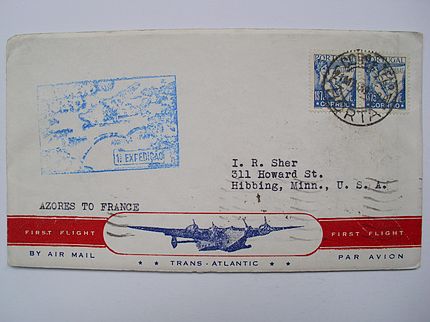 PORTUGAL
CORREIO
CORREIO
HORTA
1ª EXPEDIÇÃO
I. R. Sher
311 Howard St.
Hibbing, Minn., U. S. A.
AZORES TO FRANCE
FIRST FLIGHT
FIRST FLIGHT
BY AIR MAIL
TRANS-ATLANTIC
PAR AVION